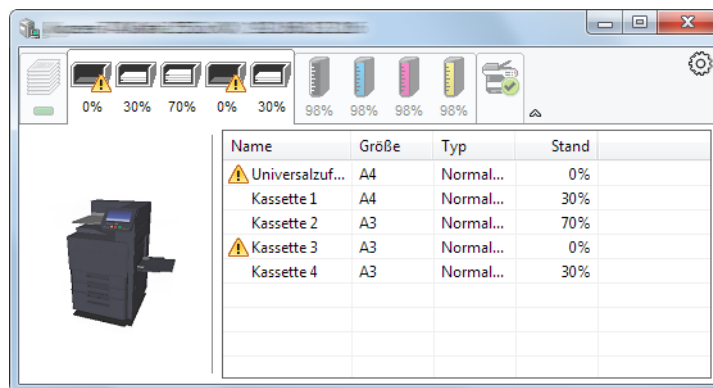 0% 30% 70% 0% 30% 98% 98% 98% 98%
Name Größe Typ Stand
Universalzuf... A4 Normal... 0%
Kassette 1 A4 Normal... 30%
Kassette 2 A3 Normal... 70%
Kassette 3 A3 Normal... 0%
Kassette 4 A3 Normal... 30%